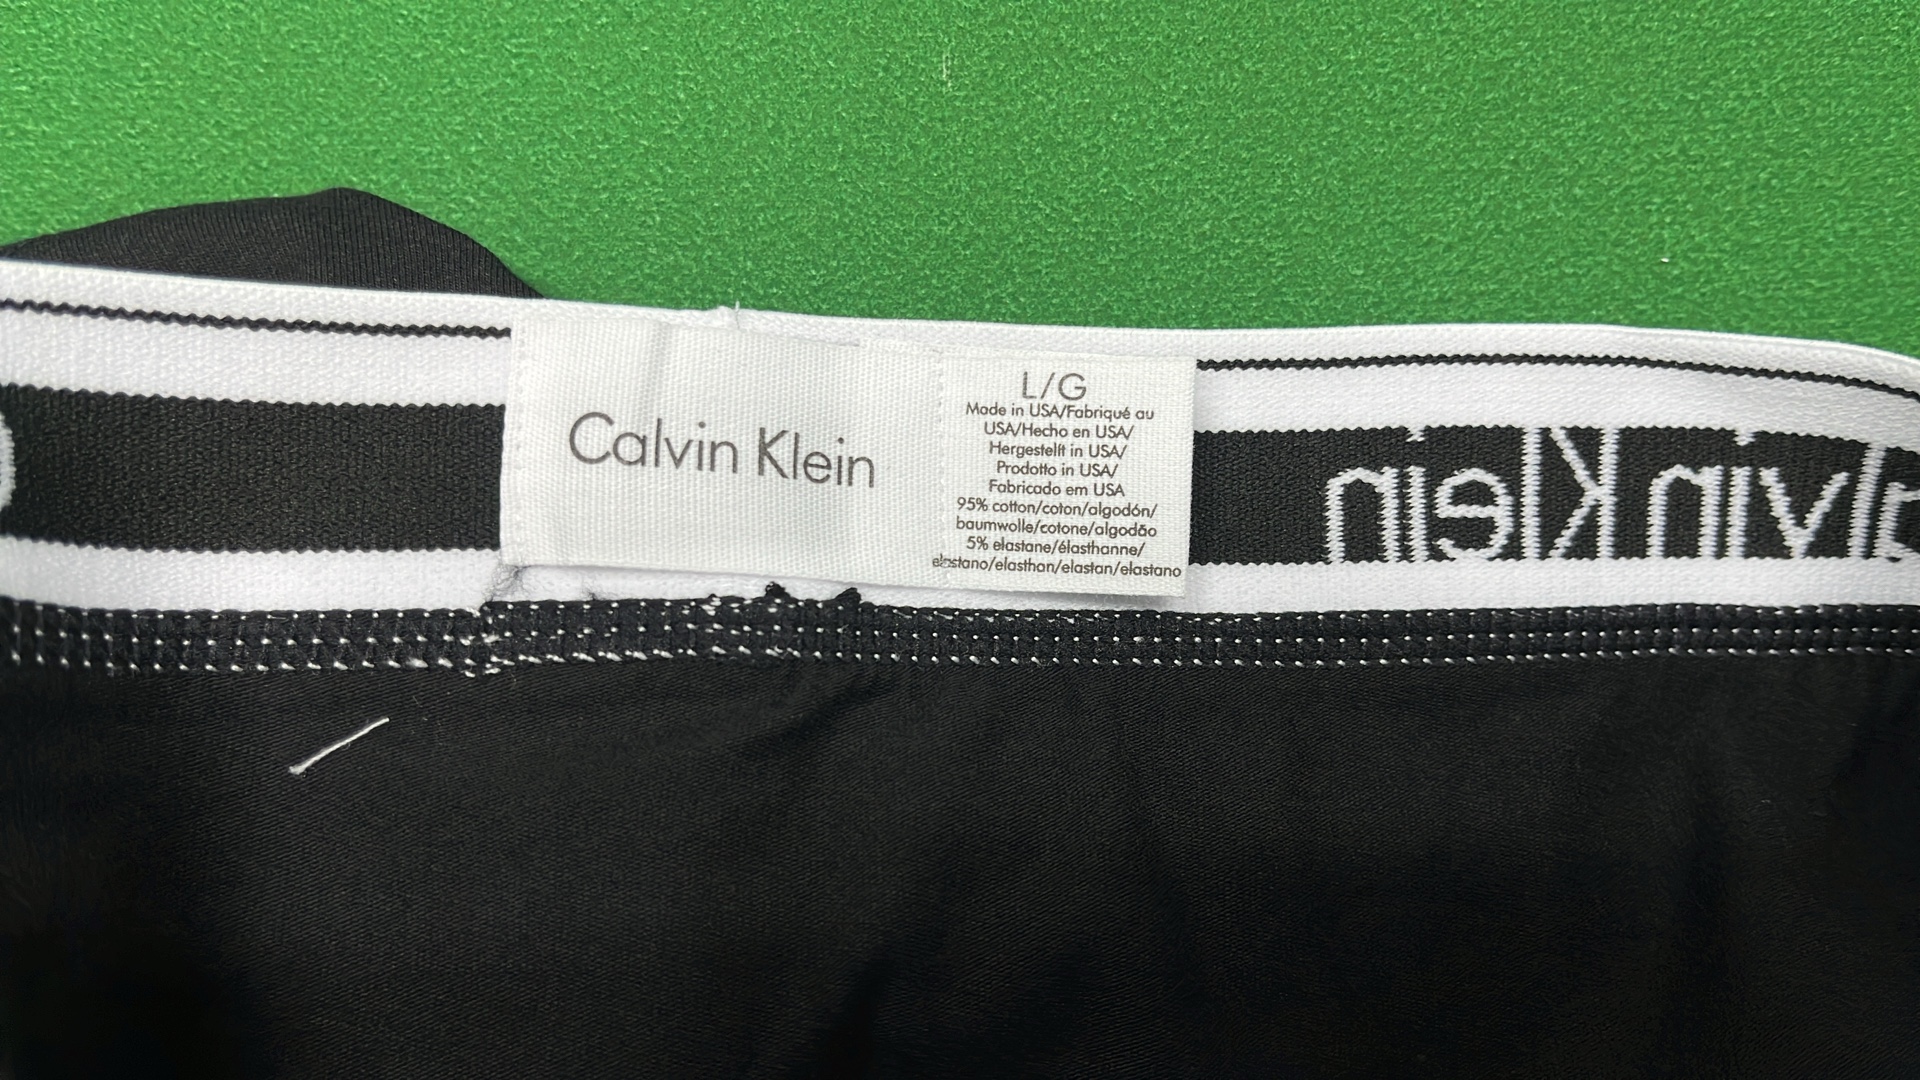 Calvin Klein
L/G
Made in USA/Fabriqué au
USA/Hecho en USA/
Hergestellt in USA/
Prodotto in USA/
Fabricado em USA
95% cotton/coton/algodón/
baumwolle/cotone/algodão
5% elastane/élasthanne/
elastano/elasthan/elastan/elastano
alvin Klein